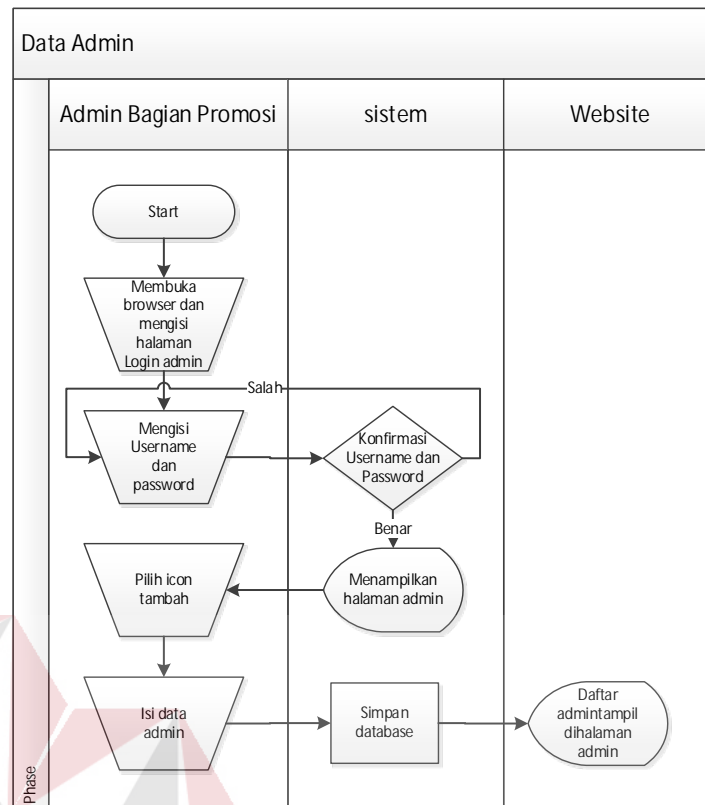 Data Admin
Admin Bagian Promosi
sistem
Website
Start
Membuka
browser dan
mengisi
halaman
Login admin
Salah
Mengisi
Username
dan
password
Konfirmasi
Username dan
Password
Benar
Pilih icon
tambah
Menampilkan
halaman admin
Isi data
admin
Simpan
database
Daftar
admintampil
dihalaman
admin
Phase